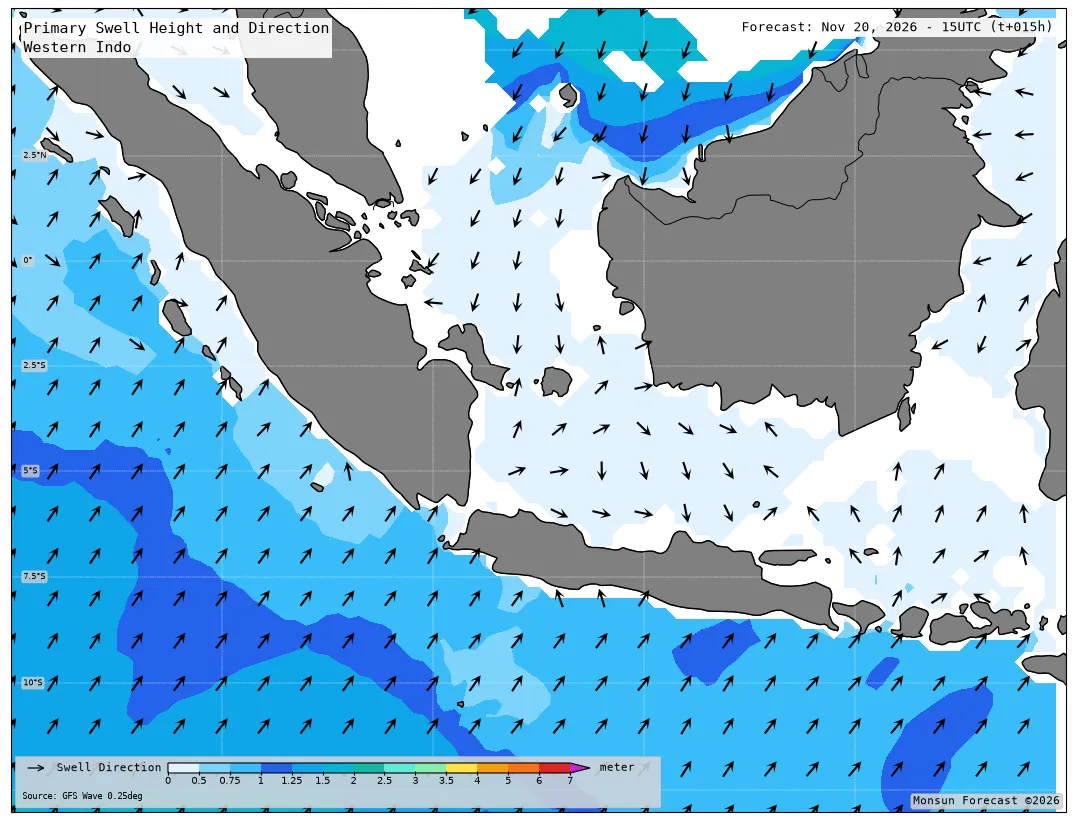 Primary Swell Height and Direction
Western Indo
Forecast: Nov 20, 2026 - 15UTC (t+015h)
2.5°N
0°
2.5°S
5°S
7.5°S
10°S
Swell Direction
meter
0 0.5 0.75 1 1.25 1.5 2 2.5 3 3.5 4 5 6 7
Source: GFS Wave 0.25deg
Monsun Forecast ©2026